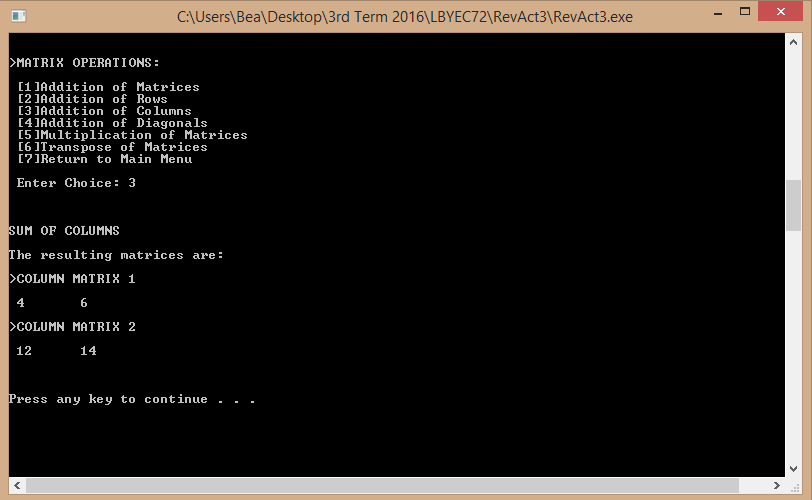 C:\Users\Bea\Desktop\3rd Term 2016\LBYEC72\RevAct3\RevAct3.exe
>MATRIX OPERATIONS:
[1]Addition of Matrices
[2]Addition of Rows
[3]Addition of Columns
[4]Addition of Diagonals
[5]Multiplication of Matrices
[6]Transpose of Matrices
[7]Return to Main Menu
Enter Choice: 3
SUM OF COLUMNS
The resulting matrices are:
>COLUMN MATRIX 1
4 6
>COLUMN MATRIX 2
12 14
Press any key to continue . . .